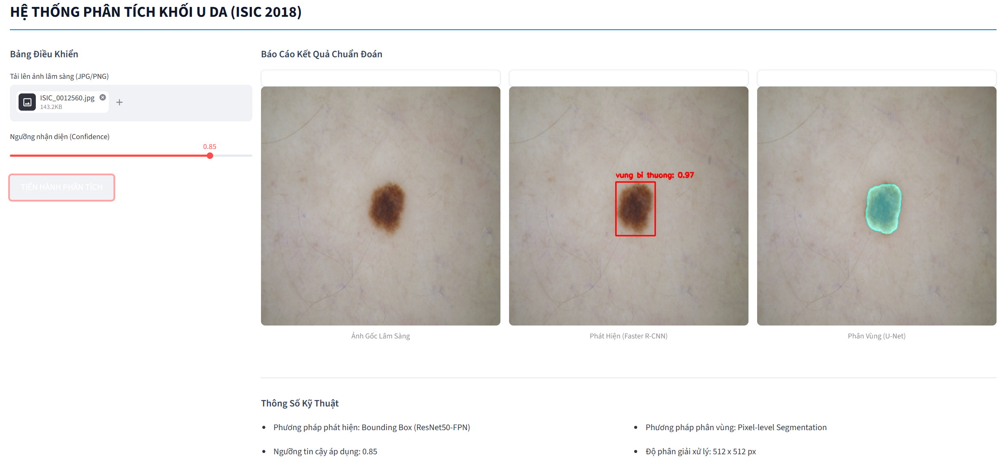 HỆ THỐNG PHÂN TÍCH KHỐI U DA (ISIC 2018)
Bảng Điều Khiển
Tải lên ảnh lâm sàng (JPG/PNG)
ISIC_0012560.jpg
143.2KB
Ngưỡng nhận diện (Confidence)
0.85
TIẾN HÀNH PHÂN TÍCH
Báo Cáo Kết Quả Chuẩn Đoán
vung bi thuong: 0.97
Ảnh Gốc Lâm Sàng
Phát Hiện (Faster R-CNN)
Phân Vùng (U-Net)
Thông Số Kỹ Thuật
• Phương pháp phát hiện: Bounding Box (ResNet50-FPN)
• Ngưỡng tin cậy áp dụng: 0.85
• Phương pháp phân vùng: Pixel-level Segmentation
• Độ phân giải xử lý: 512 x 512 px